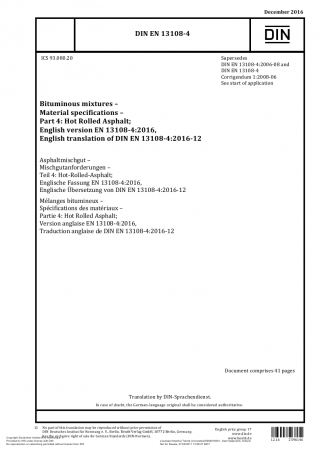 December 2016
DIN EN 13108-4
DIN
ICS 93.080.20
Supersedes
DIN EN 13108-4:2006-08 and
DIN EN 13108-4
Corrigendum 1:2008-06
See start of application
Bituminous mixtures –
Material specifications –
Part 4: Hot Rolled Asphalt;
English version EN 13108-4:2016,
English translation of DIN EN 13108-4:2016-12
Asphaltmischgut –
Mischgutanforderungen –
Teil 4: Hot-Rolled-Asphalt;
Englische Fassung EN 13108-4:2016,
Englische Übersetzung von DIN EN 13108-4:2016-12
Mélanges bitumineux –
Spécifications des matériaux –
Partie 4: Hot Rolled Asphalt;
Version anglaise EN 13108-4:2016,
Traduction anglaise de DIN EN 13108-4:2016-12
Document comprises 41 pages
Translation by DIN-Sprachendienst.
In case of doubt, the German-language original shall be considered authoritative.
No part of this translation may be reproduced without prior permission of
DIN Deutsches Institut für Normung e. V., Berlin. Beuth Verlag GmbH, 10772 Berlin, Germany,
has the exclusive right of sale for German Standards (DIN-Normen).
English price group 17
www.din.de
www.beuth.de